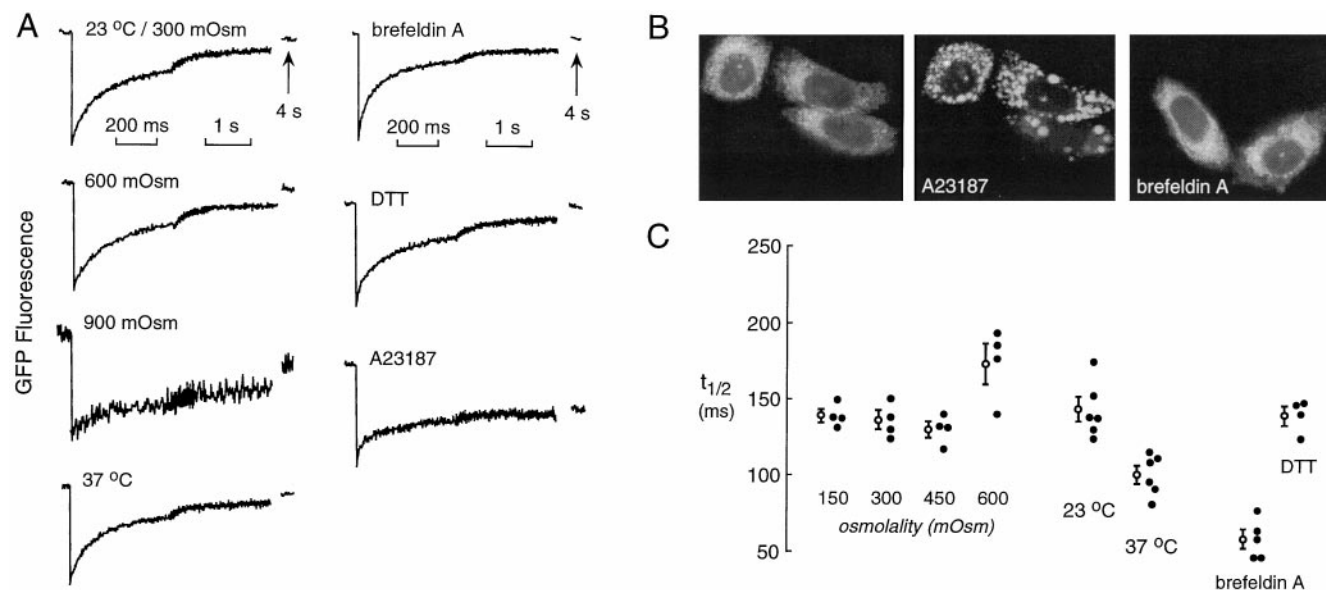 A
GFP Fluorescence
23 °C / 300 mOsm
4 s
200 ms
1 s
600 mOsm
900 mOsm
37 °C
brefeldin A
4 s
200 ms
1 s
DTT
A23187
B
A23187
brefeldin A
C
250
200
150
100
50
t1/2
(ms)
150 300 450 600
osmolality (mOsm)
23 °C
37 °C
brefeldin A
DTT